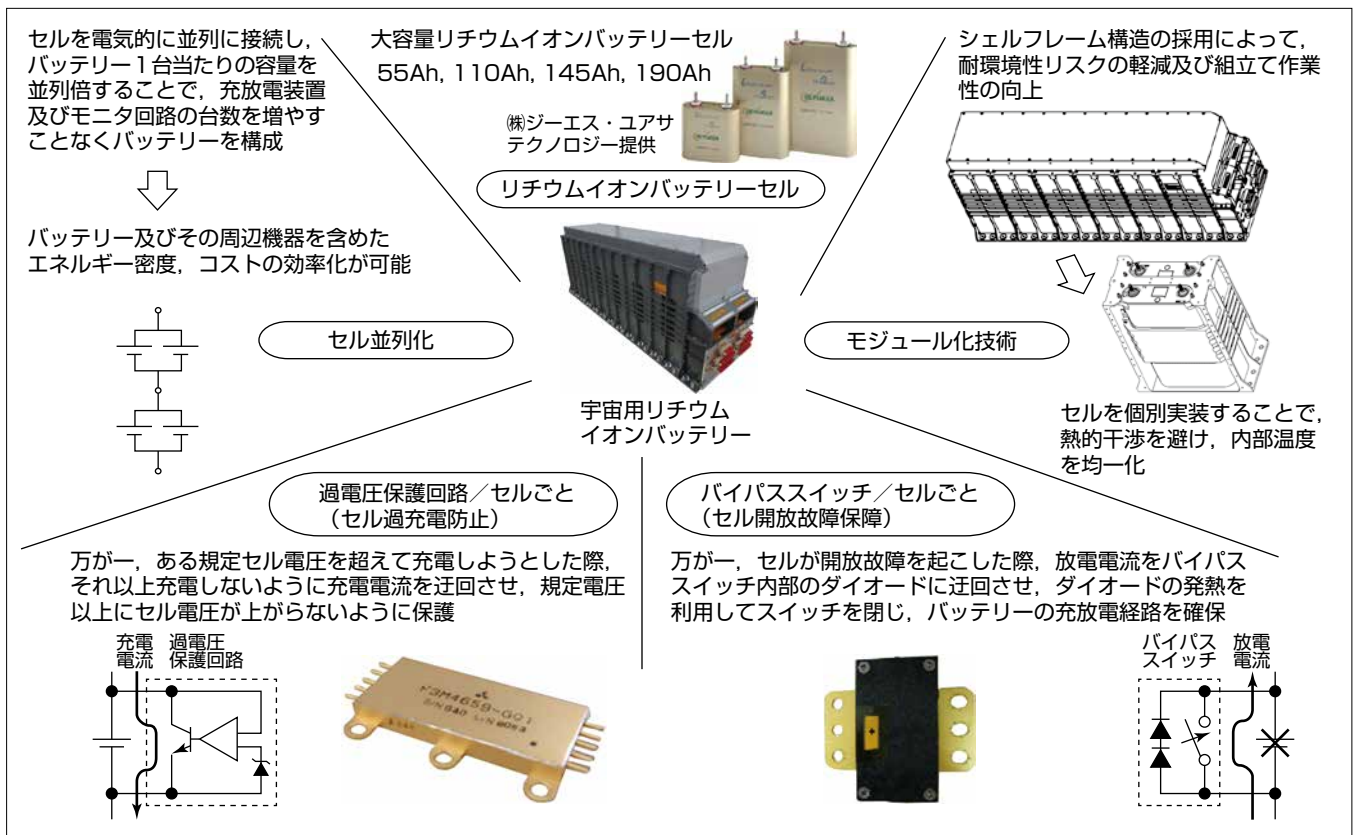 セルを電気的に並列に接続し，
バッテリー１台当たりの容量を
並列倍することで，充放電装置
及びモニタ回路の台数を増やす
ことなくバッテリーを構成
バッテリー及びその周辺機器を含めた
エネルギー密度，コストの効率化が可能
セル並列化
大容量リチウムイオンバッテリーセル
55Ah, 110Ah, 145Ah, 190Ah
㈱ジーエス・ユアサ
テクノロジー提供
リチウムイオンバッテリーセル
宇宙用リチウム
イオンバッテリー
シェルフレーム構造の採用によって，
耐環境性リスクの軽減及び組立て作業
性の向上
モジュール化技術
セルを個別実装することで，
熱的干渉を避け，内部温度
を均一化
過電圧保護回路／セルごと
（セル過充電防止）
万が一，ある規定セル電圧を超えて充電しようとした際，
それ以上充電しないように充電電流を迂回させ，規定電圧
以上にセル電圧が上がらないように保護
充電
電流
過電圧
保護回路
バイパススイッチ／セルごと
（セル開放故障保障）
万が一，セルが開放故障を起こした際，放電電流をバイパス
スイッチ内部のダイオードに迂回させ，ダイオードの発熱を
利用してスイッチを閉じ，バッテリーの充放電経路を確保
バイパス
スイッチ
放電
電流